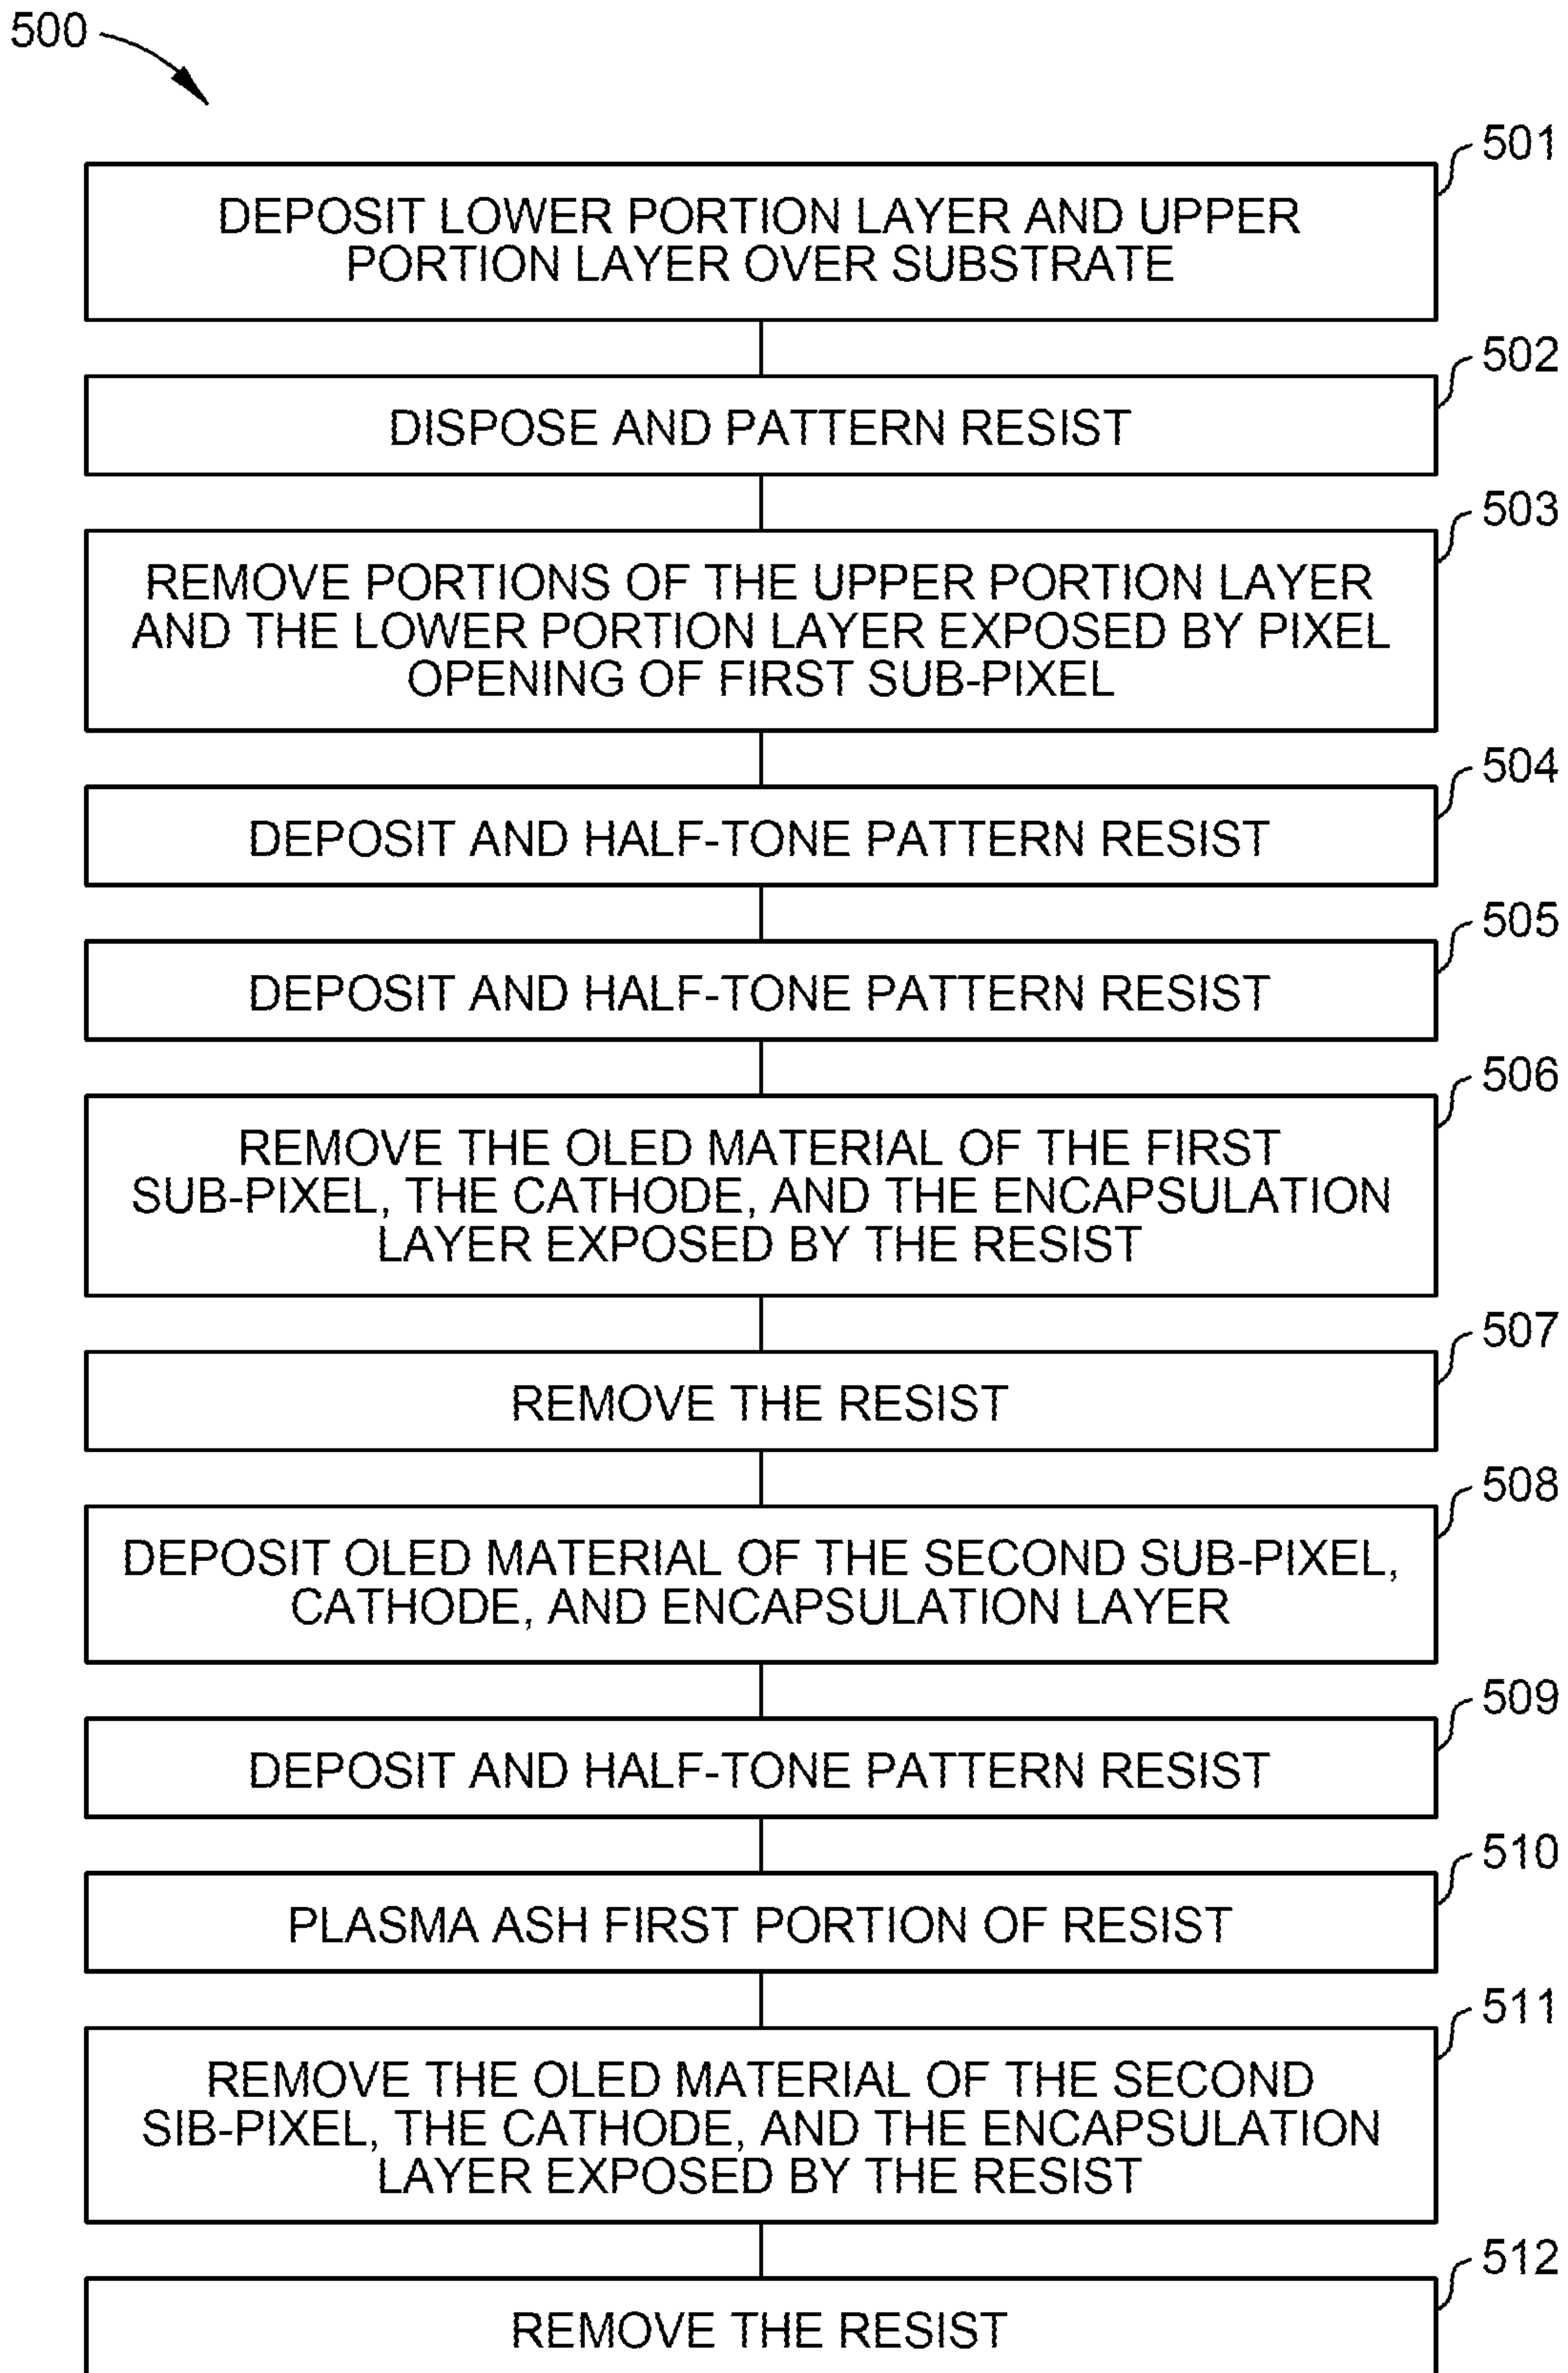 500
501
DEPOSIT LOWER PORTION LAYER AND UPPER
PORTION LAYER OVER SUBSTRATE
502
DISPOSE AND PATTERN RESIST
503
REMOVE PORTIONS OF THE UPPER PORTION LAYER
AND THE LOWER PORTION LAYER EXPOSED BY PIXEL
OPENING OF FIRST SUB-PIXEL
504
DEPOSIT AND HALF-TONE PATTERN RESIST
505
DEPOSIT AND HALF-TONE PATTERN RESIST
506
REMOVE THE OLED MATERIAL OF THE FIRST
SUB-PIXEL, THE CATHODE, AND THE ENCAPSULATION
LAYER EXPOSED BY THE RESIST
507
REMOVE THE RESIST
508
DEPOSIT OLED MATERIAL OF THE SECOND SUB-PIXEL,
CATHODE, AND ENCAPSULATION LAYER
509
DEPOSIT AND HALF-TONE PATTERN RESIST
510
PLASMA ASH FIRST PORTION OF RESIST
511
REMOVE THE OLED MATERIAL OF THE SECOND
SIB-PIXEL, THE CATHODE, AND THE ENCAPSULATION
LAYER EXPOSED BY THE RESIST
512
REMOVE THE RESIST